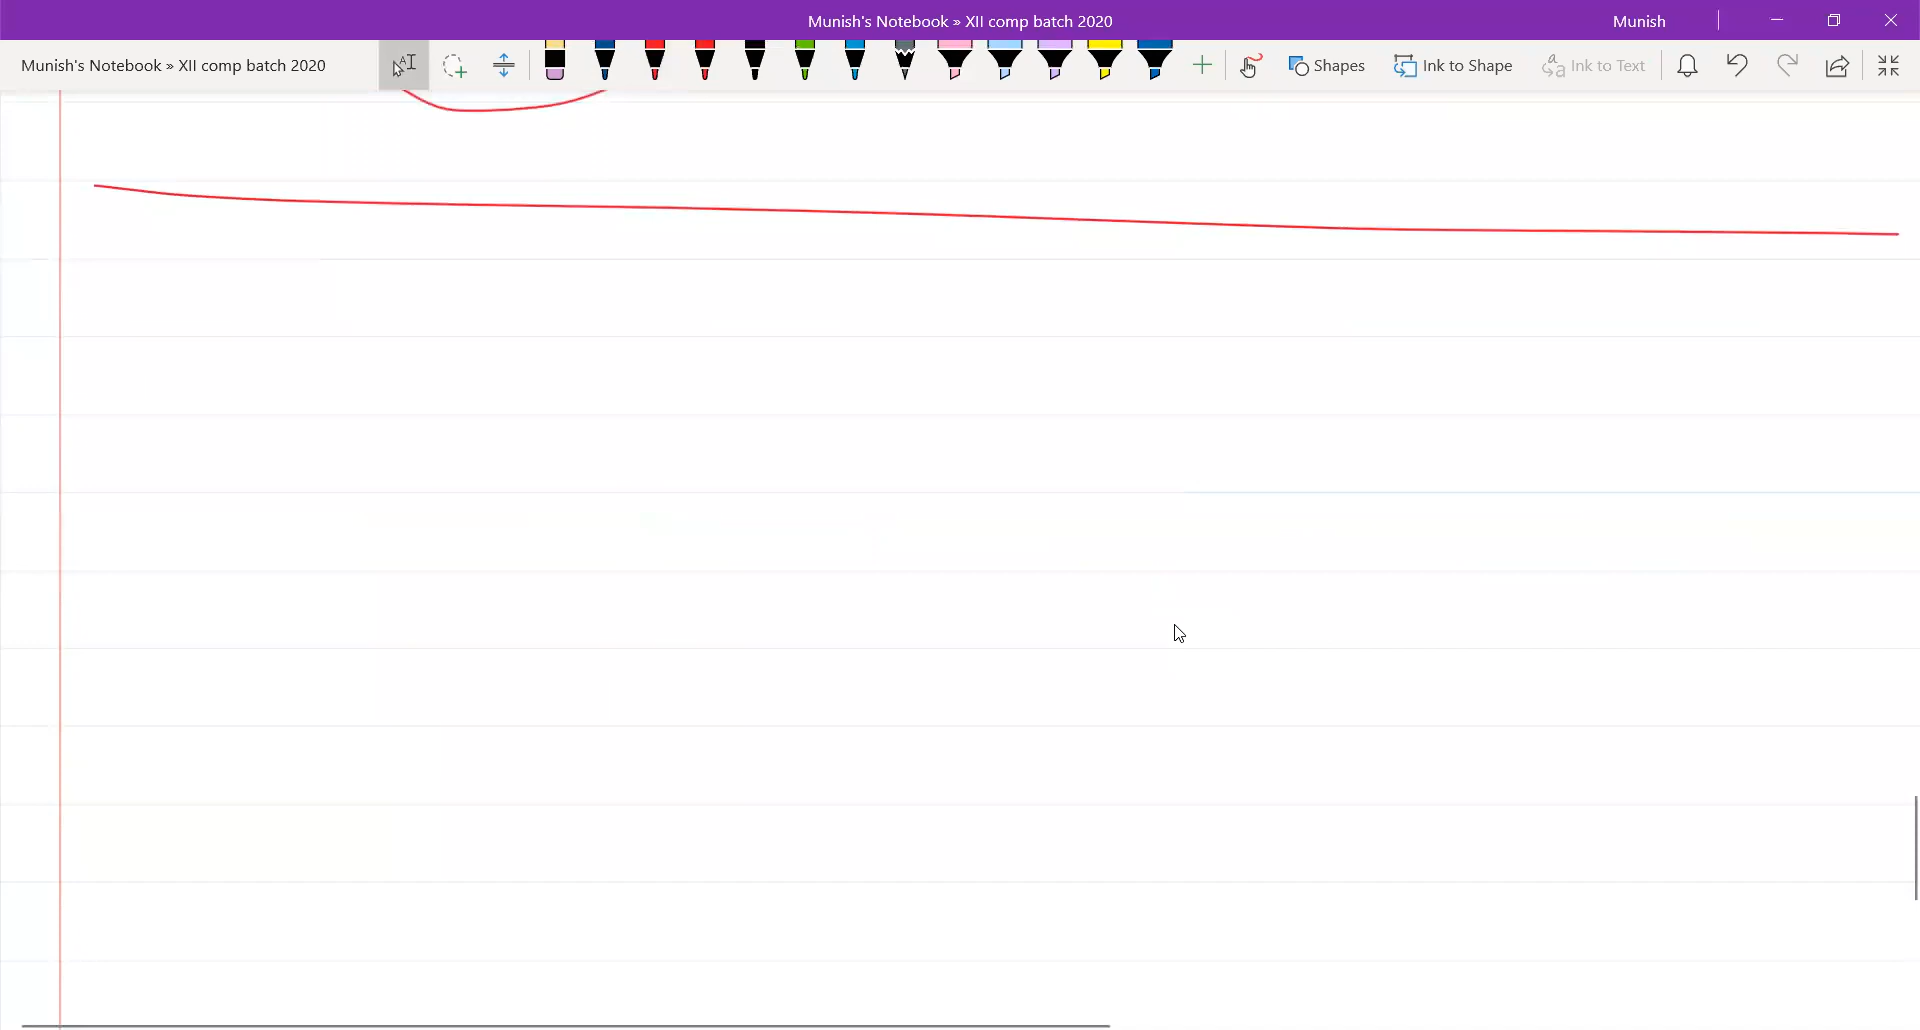 Munish's Notebook » XII comp batch 2020
Munish
Munish's Notebook » XII comp batch 2020
Shapes
Ink to Shape
Ink to Text